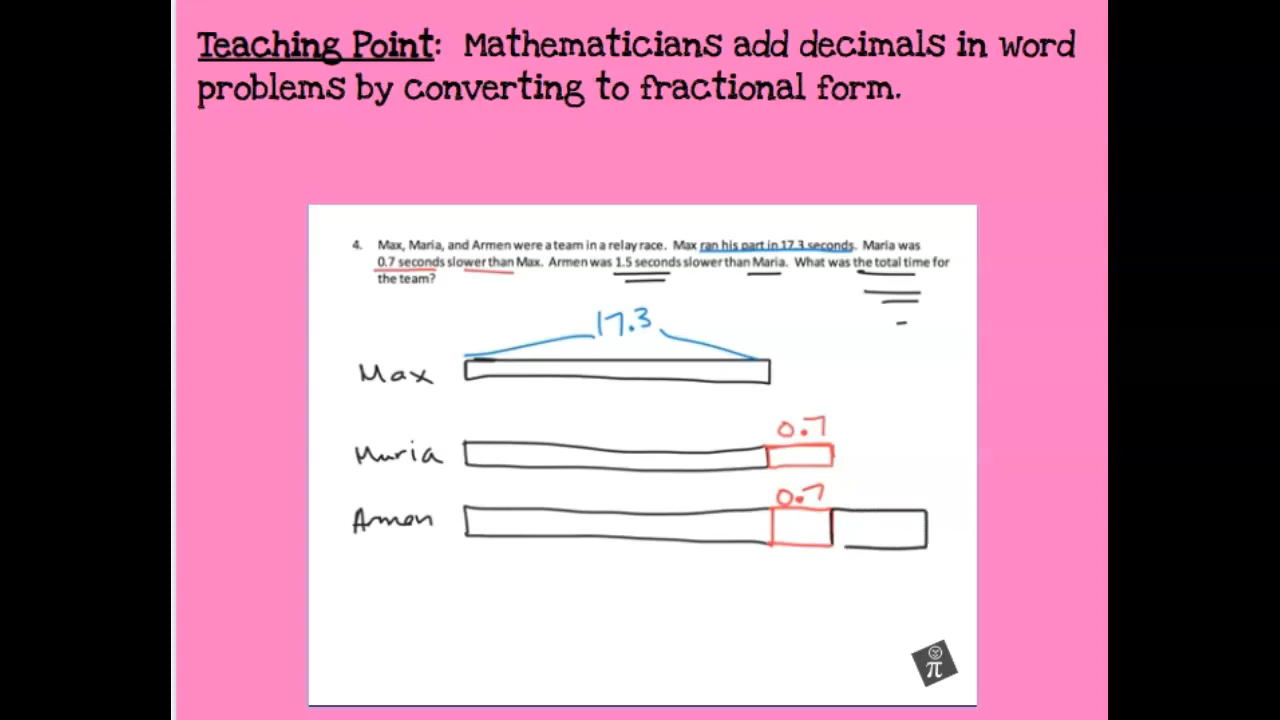 Teaching Point: Mathematicians add decimals in word
problems by converting to fractional form.
4. Max, Maria, and Armen were a team in a relay race. Max ran his part in 17.3 seconds. Maria was
0.7 seconds slower than Max. Armen was 1.5 seconds slower than Maria. What was the total time for
the team?
17.3
Max
0.7
Maria
0.7
Armen
π